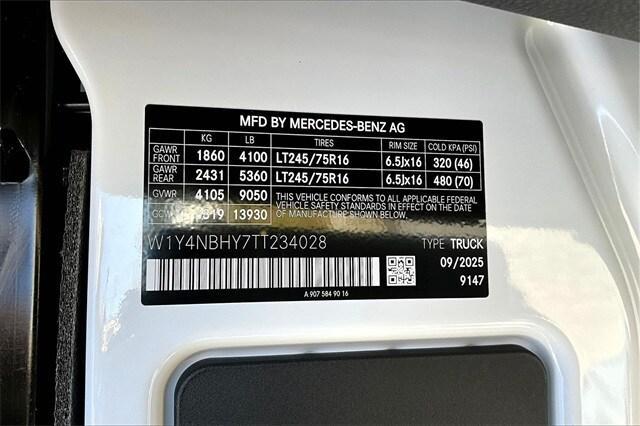 MFD BY MERCEDES-BENZ AG
KG LB TIRES RIM SIZE COLD KPA (PSI)
GAWR FRONT 1860 4100 LT245/75R16 6.5Jx16 320 (46)
GAWR REAR 2431 5360 LT245/75R16 6.5Jx16 480 (70)
GVWR 4105 9050 THIS VEHICLE CONFORMS TO ALL APPLICABLE FEDERAL
MOTOR VEHICLE SAFETY STANDARDS IN EFFECT ON THE DATE
13930 OF MANUFACTURE SHOWN ABOVE.
W1Y4NBHY7TT234028 TYPE TRUCK
09/2025
9147
A 907 584 90 16